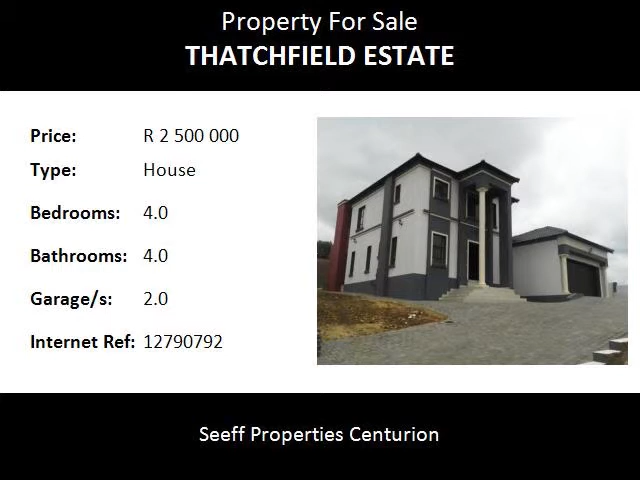 Property For Sale
THATCHFIELD ESTATE
Price: R 2 500 000
Type: House
Bedrooms: 4.0
Bathrooms: 4.0
Garage/s: 2.0
Internet Ref: 12790792
Seeff Properties Centurion